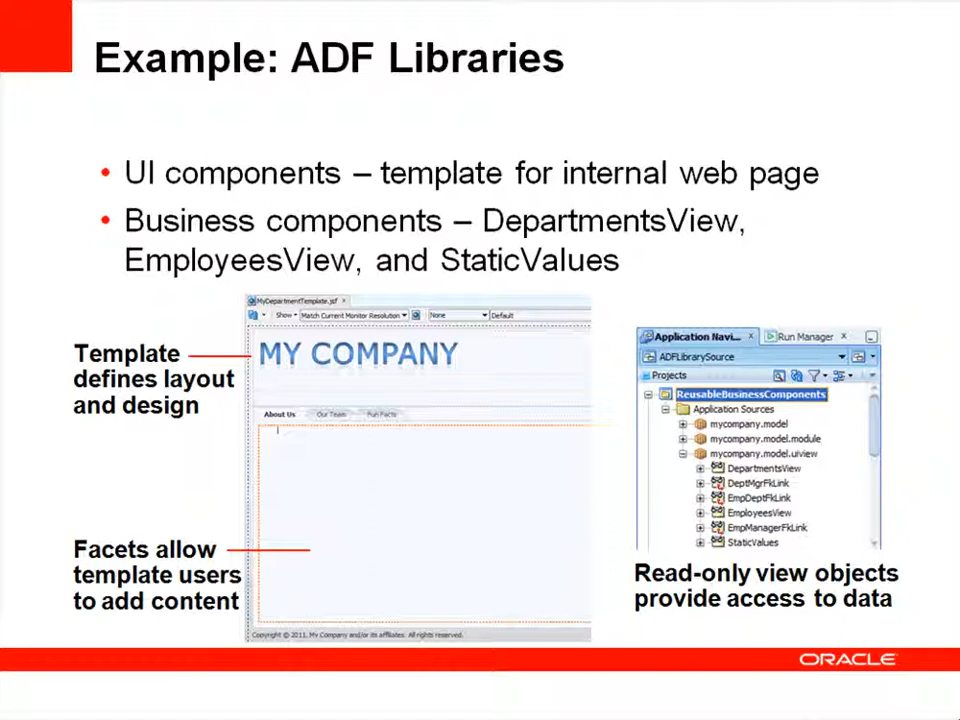 Example: ADF Libraries
• UI components – template for internal web page
• Business components – DepartmentsView,
EmployeesView, and StaticValues
Template
defines layout
and design
Facets allow
template users
to add content
MyDepartmentTemplate.jsf
Show Match Current Monitor Resolution None Default
MY COMPANY
About Us Our Team Fun Facts
Copyright © 2011, My Company and/or its affiliates. All rights reserved.
Application Navi... Run Manager
ADFLibrarySource
Projects
ReusableBusinessComponents
Application Sources
mycompany.model
mycompany.model.module
mycompany.model.uiview
DepartmentsView
DeptMgrFkLink
EmpDeptFkLink
EmployeesView
EmpManagerFkLink
StaticValues
Read-only view objects
provide access to data
ORACLE